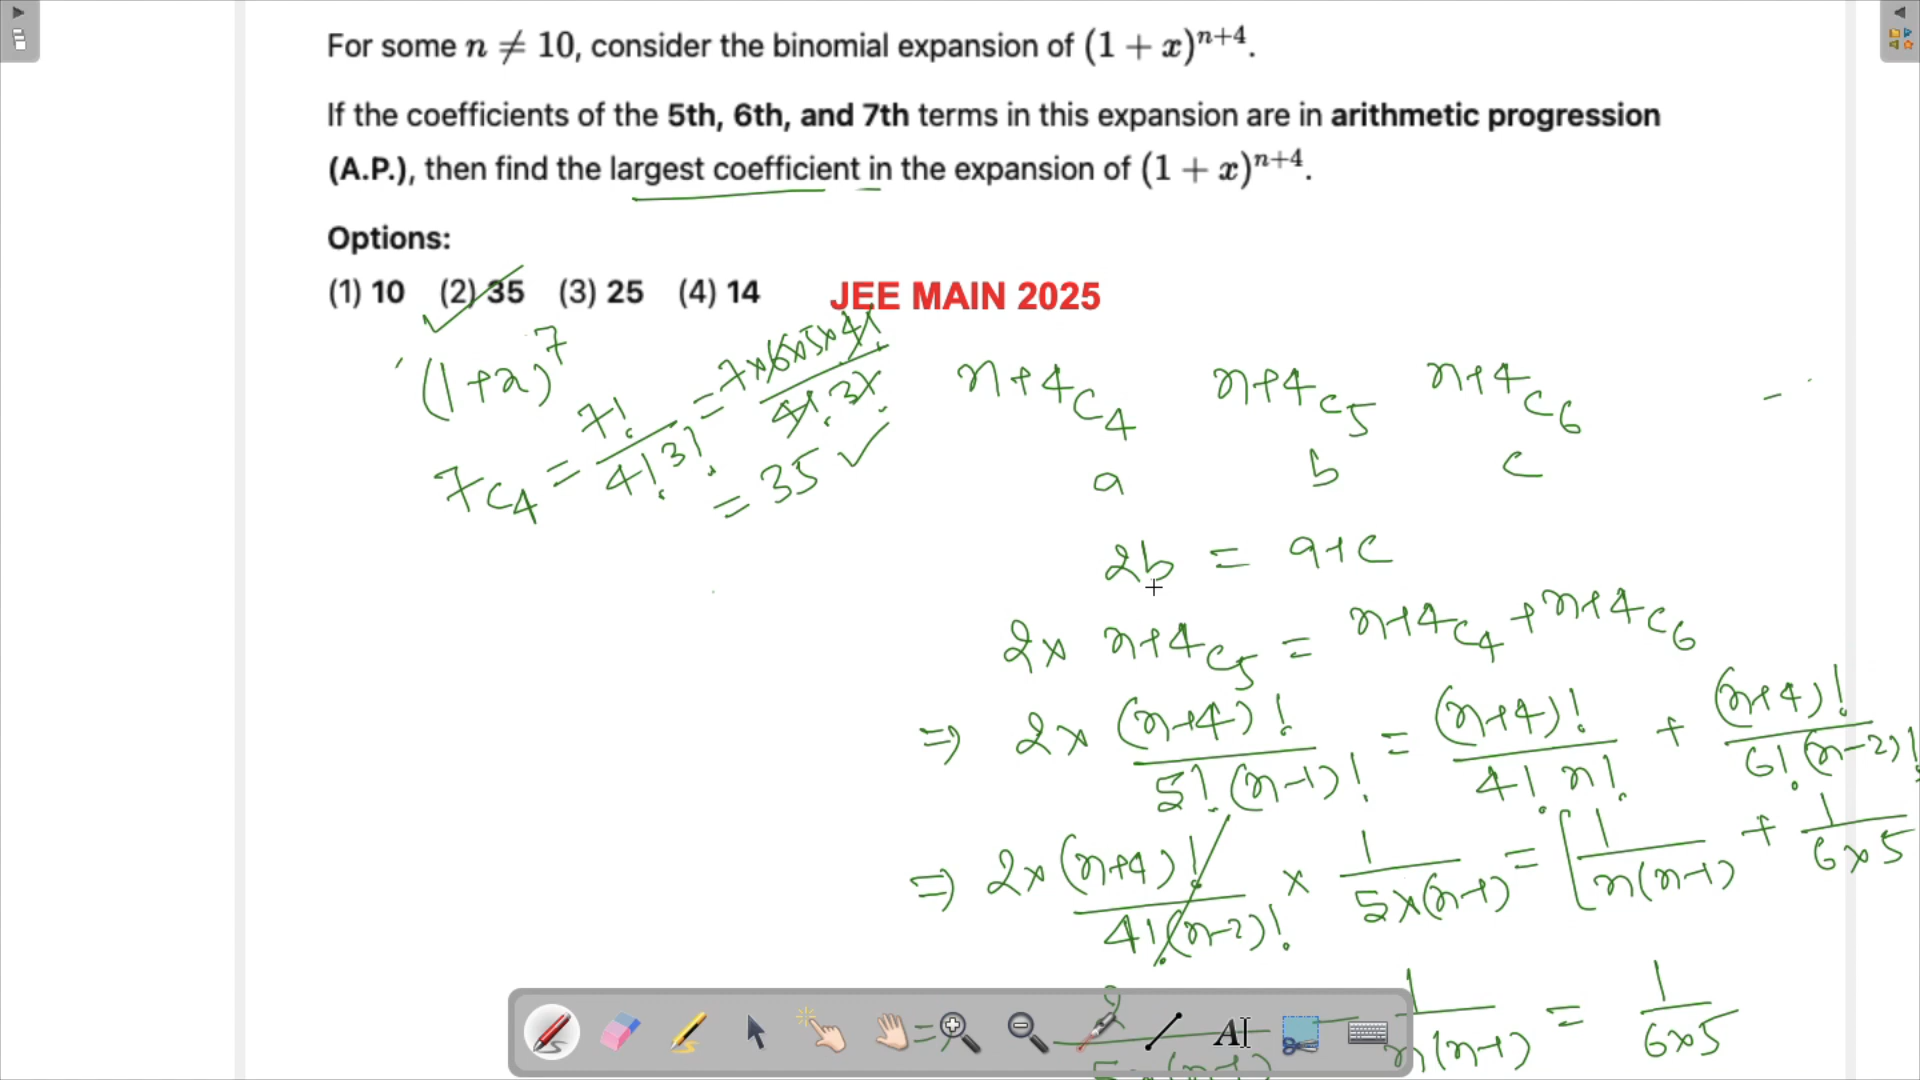 For some n ≠ 10, consider the binomial expansion of (1 + x)^{n+4}.
If the coefficients of the 5th, 6th, and 7th terms in this expansion are in arithmetic progression
(A.P.), then find the largest coefficient in the expansion of (1 + x)^{n+4}.
Options:
(1) 10 (2) 35 (3) 25 (4) 14
JEE MAIN 2025
(1+x)^7
7C4 = 7!/(4! 3!) = (7×6×5×4!)/(4! 3×)
= 35 ✓
n+4C4 n+4C5 n+4C6
a b c
2b = a+c
2× n+4C5 = n+4C4 + n+4C6
⇒ 2× (n+4)!/(5! (n-1)!) = (n+4)!/(4! n!) + (n+4)!/(6! (n-2)!)
⇒ 2× (n+4)!/(4! (n-2)!) × 1/(5×(n-1)) = [1/(n(n-1)) + 1/(6×5)
1/(n(n-1)) = 1/(6×5)